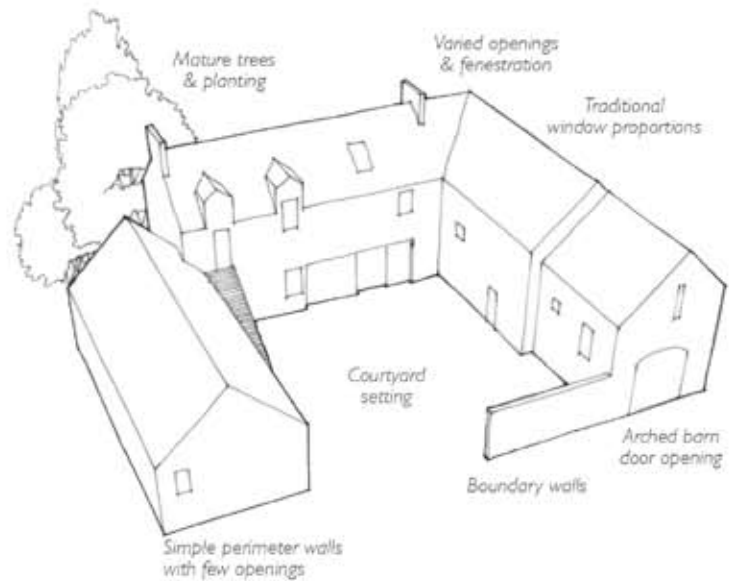 Mature trees
& planting
Varied openings
& fenestration
Traditional
window proportions
Courtyard
setting
Arched barn
door opening
Boundary walls
Simple perimeter walls
with few openings